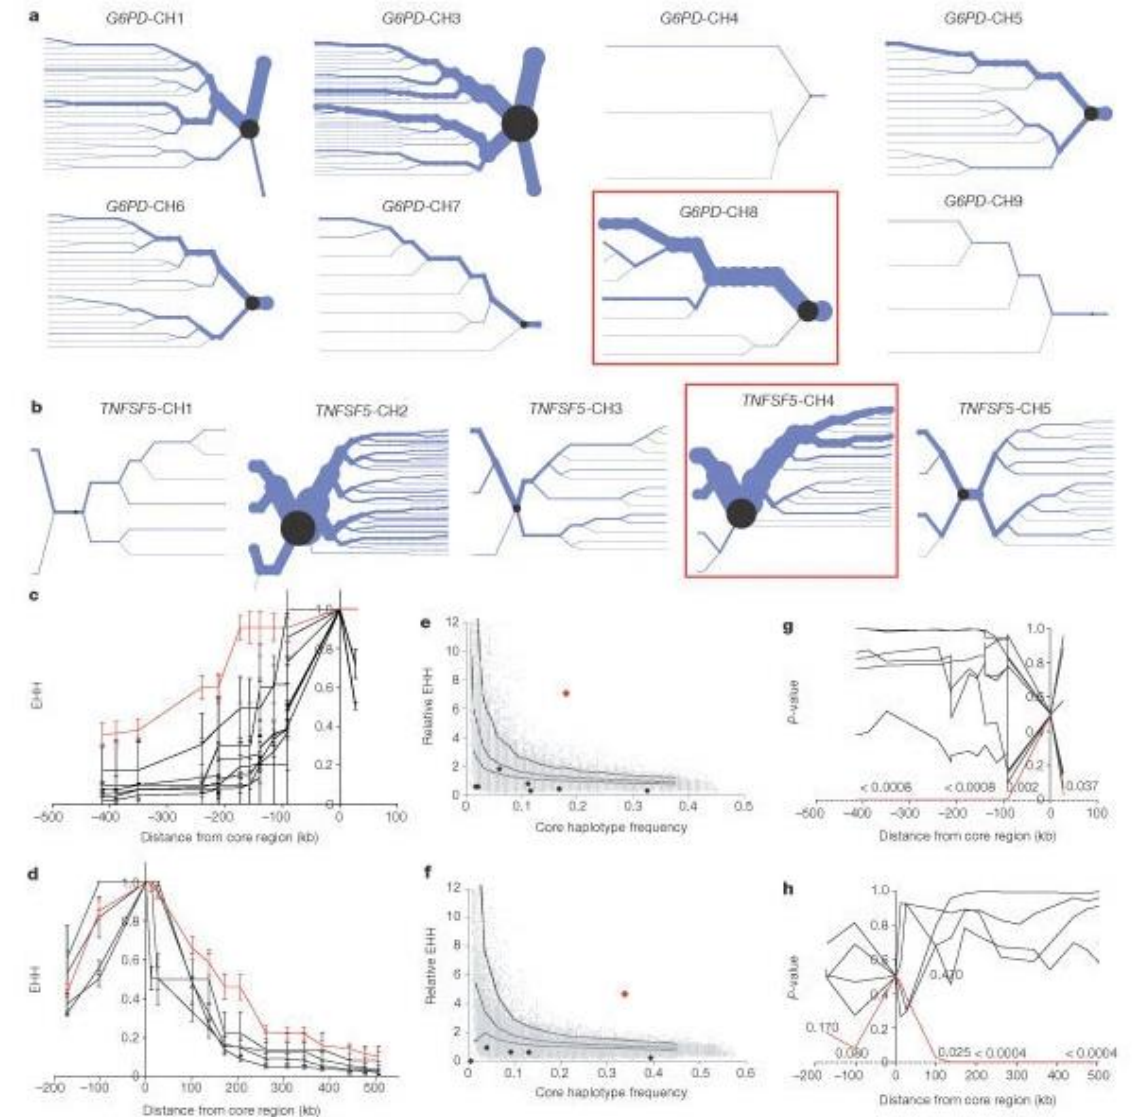 a
G6PD-CH1 G6PD-CH3 G6PD-CH4 G6PD-CH5
G6PD-CH6 G6PD-CH7 G6PD-CH8 G6PD-CH9
b
TNFSF5-CH1 TNFSF5-CH2 TNFSF5-CH3 TNFSF5-CH4 TNFSF5-CH5
c
EHH
1.0
0.8
0.6
0.4
0.2
0
−500 −400 −300 −200 −100 0 100
Distance from core region (kb)
e
Relative EHH
12
10
8
6
4
2
0
0 0.1 0.2 0.3 0.4 0.5
Core haplotype frequency
g
P-value
1.0
0.8
0.6
0.4
0.2
0
< 0.0006 < 0.0008 0.002 0.037
−500 −400 −300 −200 −100 0 100
Distance from core region (kb)
d
EHH
1.0
0.8
0.6
0.4
0.2
0
−200 −100 0 100 200 300 400 500
Distance from core region (kb)
f
Relative EHH
12
10
8
6
4
2
0
0 0.1 0.2 0.3 0.4 0.5 0.6
Core haplotype frequency
h
P-value
1.0
0.8
0.6
0.4
0.2
0
0.470
0.170
0.080
0.025 < 0.0004 < 0.0004
−200 −100 0 100 200 300 400 500
Distance from core region (kb)